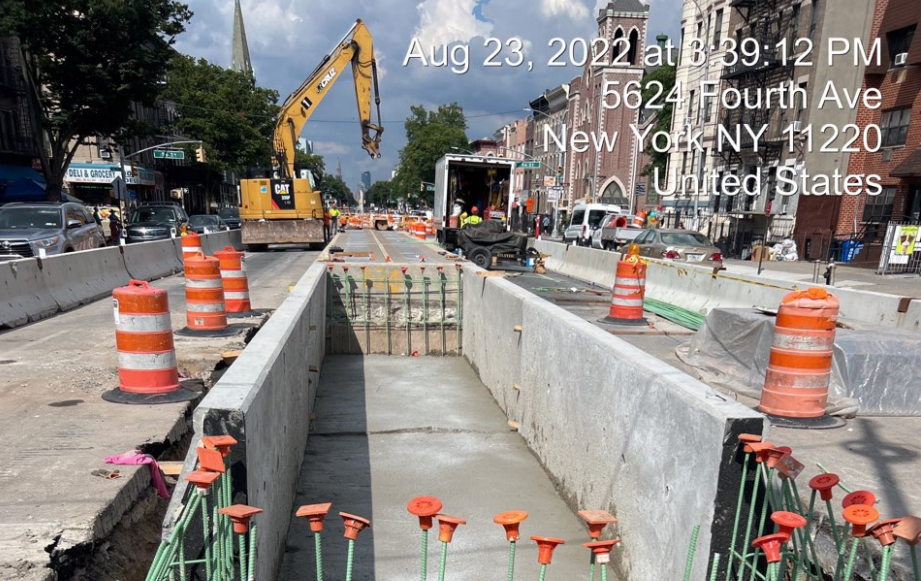 Aug 23, 2022 at 3:39:12 PM
5624 Fourth Ave
New York NY 11220
United States
DELI & GROCERY
CRUZ
CAT